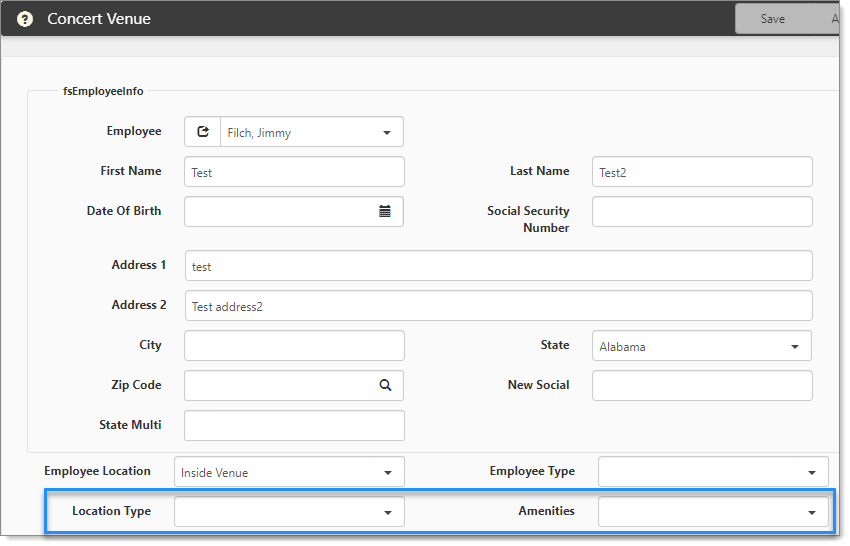 ? Concert Venue Save A
fsEmployeeInfo
Employee Filch, Jimmy
First Name Test Last Name Test2
Date Of Birth Social Security
Number
Address 1 test
Address 2 Test address2
City State Alabama
Zip Code New Social
State Multi
Employee Location Inside Venue Employee Type
Location Type Amenities